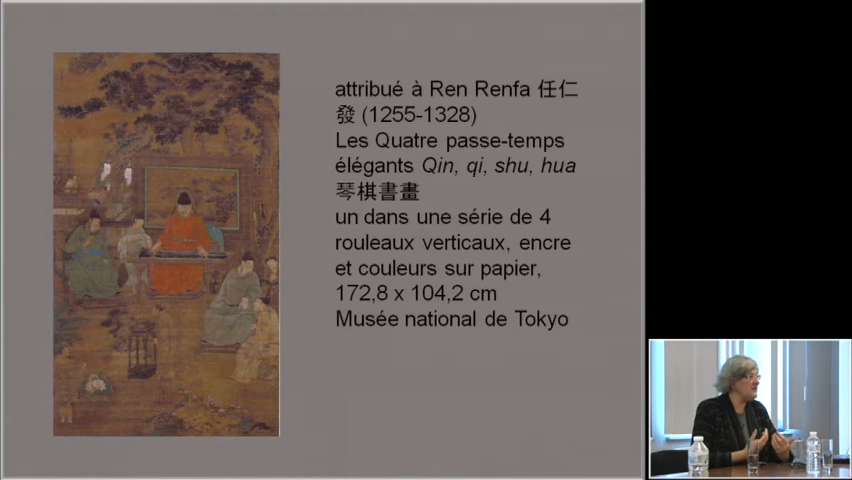 attribué à Ren Renfa 任仁
發 (1255-1328)
Les Quatre passe-temps
élégants Qin, qi, shu, hua
琴棋書畫
un dans une série de 4
rouleaux verticaux, encre
et couleurs sur papier,
172,8 x 104,2 cm
Musée national de Tokyo